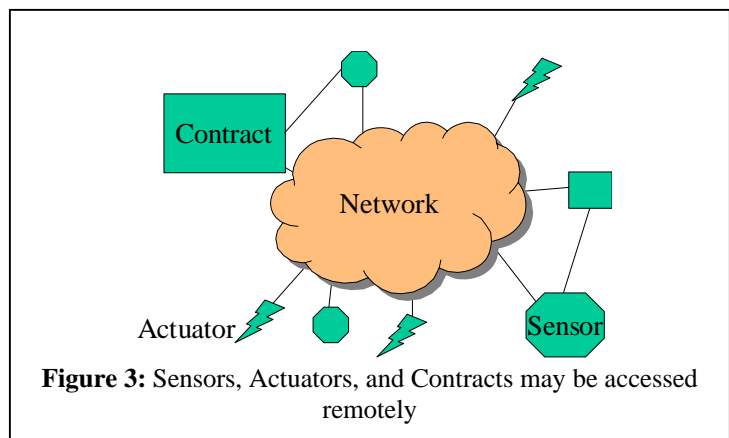 Contract
Network
Actuator
Sensor
Figure 3: Sensors, Actuators, and Contracts may be accessed
remotely